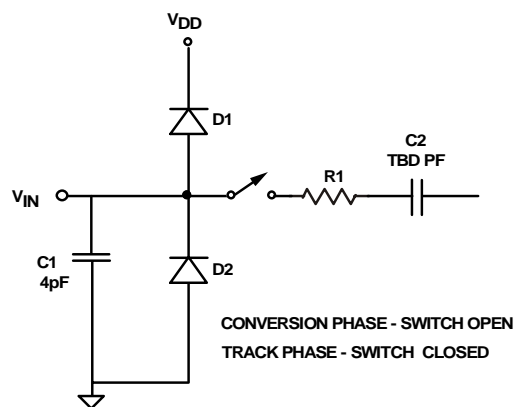 VDD
D1
C2
TBD PF
R1
VIN
C1
4pF
D2
CONVERSION PHASE - SWITCH OPEN
TRACK PHASE - SWITCH CLOSED